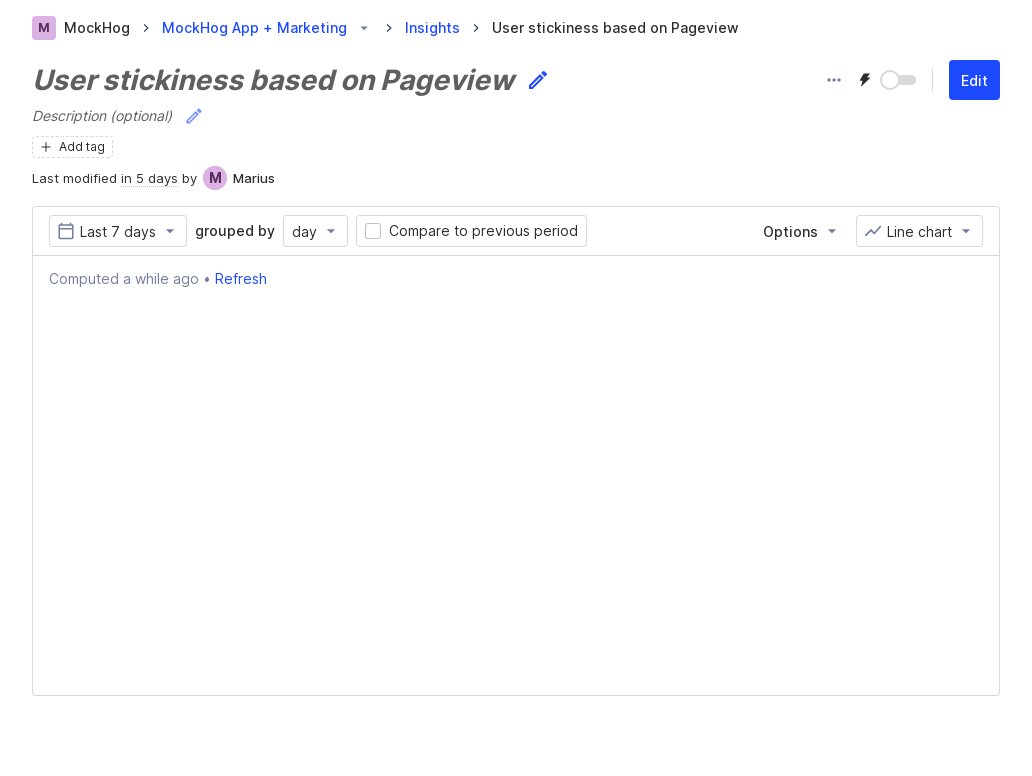 M MockHog MockHog App + Marketing Insights User stickiness based on Pageview
User stickiness based on Pageview
Edit
Description (optional)
Add tag
Last modified in 5 days by M Marius
Last 7 days grouped by day Compare to previous period Options Line chart
Computed a while ago • Refresh